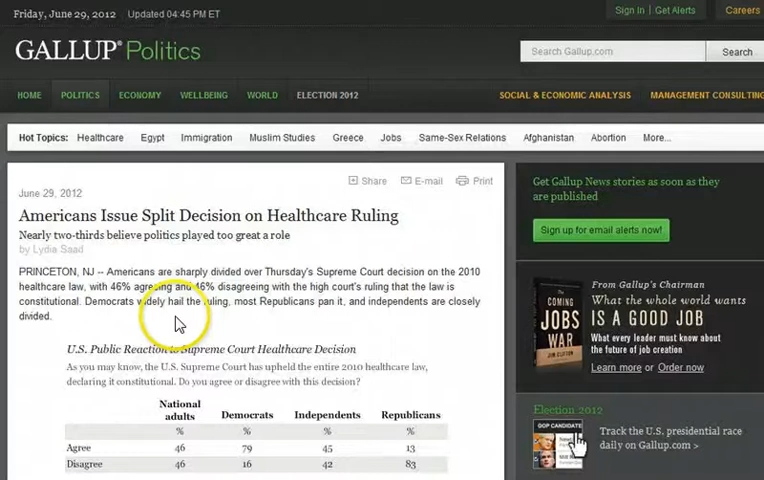 Friday, June 29, 2012 Updated 04:45 PM ET
Sign In | Get Alerts
Careers
GALLUP® Politics
Search Gallup.com
Search
HOME POLITICS ECONOMY WELLBEING WORLD ELECTION 2012
SOCIAL & ECONOMIC ANALYSIS MANAGEMENT CONSULTING
Hot Topics: Healthcare Egypt Immigration Muslim Studies Greece Jobs Same-Sex Relations Afghanistan Abortion More...
Share E-mail Print
June 29, 2012
Americans Issue Split Decision on Healthcare Ruling
Nearly two-thirds believe politics played too great a role
by Lydia Saad
PRINCETON, NJ -- Americans are sharply divided over Thursday's Supreme Court decision on the 2010
healthcare law, with 46% agreeing and 46% disagreeing with the high court's ruling that the law is
constitutional. Democrats widely hail the ruling, most Republicans pan it, and independents are closely
divided.
U.S. Public Reaction to Supreme Court Healthcare Decision
As you may know, the U.S. Supreme Court has upheld the entire 2010 healthcare law,
declaring it constitutional. Do you agree or disagree with this decision?
National
adults Democrats Independents Republicans
% % % %
Agree 46 79 45 13
Disagree 46 16 42 83
Get Gallup News stories as soon as they
are published
Sign up for email alerts now!
THE
COMING
JOBS
WAR
JIM CLIFTON
From Gallup's Chairman
What the whole world wants
IS A GOOD JOB
What every leader must know about
the future of job creation
Learn more or Order now
Election 2012
GOP CANDIDATE
Track the U.S. presidential race
daily on Gallup.com >